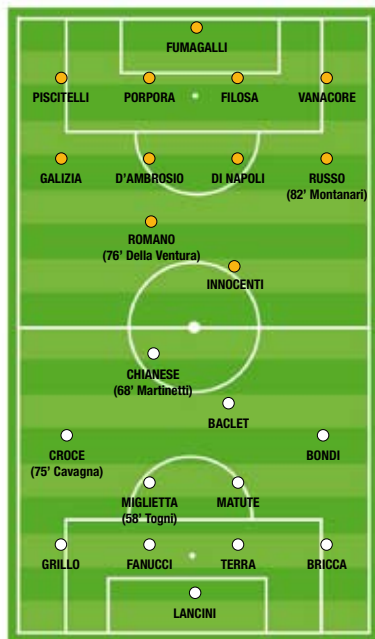 FUMAGALLI
PISCITELLI PORPORA FILOSA VANACORE
GALIZIA D'AMBROSIO DI NAPOLI RUSSO
(82' Montanari)
ROMANO
(76' Della Ventura)
INNOCENTI
CHIANESE
(68' Martinetti)
BACLET
CROCE
(75' Cavagna)
BONDI
MIGLIETTA
(58' Togni)
MATUTE
GRILLO FANUCCI TERRA BRICCA
LANCINI